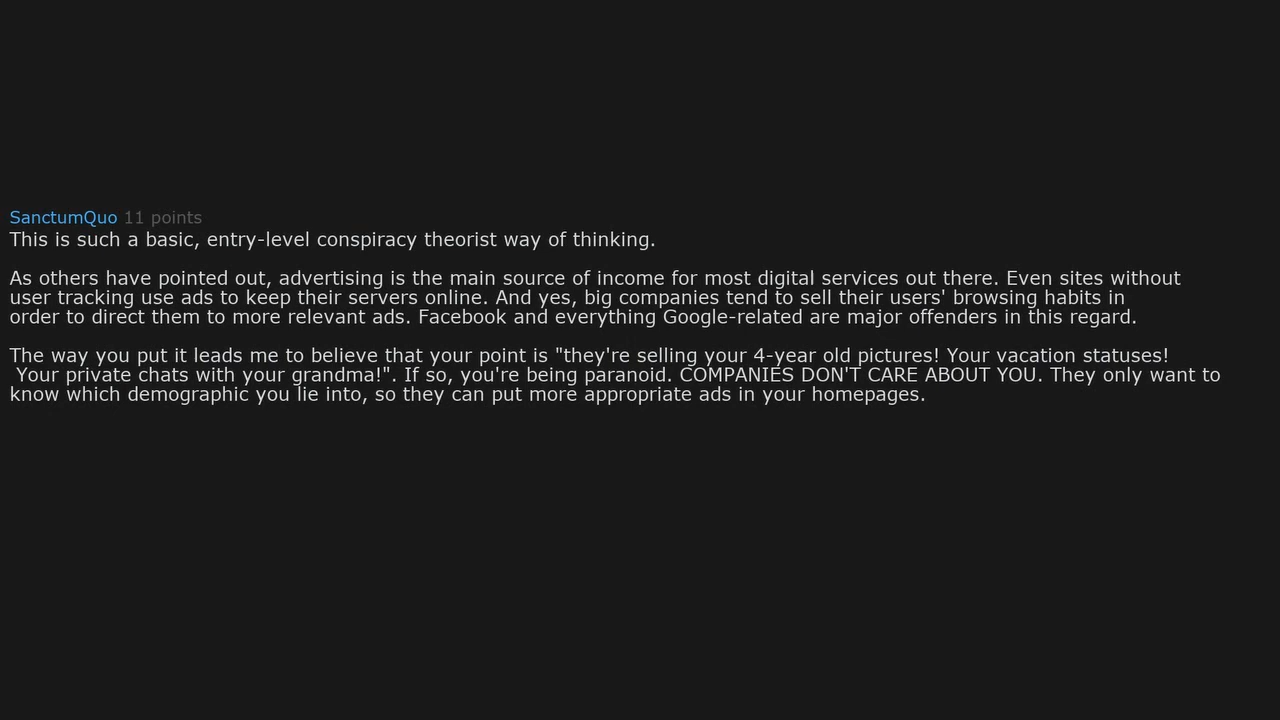 SanctumQuo 11 points
This is such a basic, entry-level conspiracy theorist way of thinking.
As others have pointed out, advertising is the main source of income for most digital services out there. Even sites without
user tracking use ads to keep their servers online. And yes, big companies tend to sell their users' browsing habits in
order to direct them to more relevant ads. Facebook and everything Google-related are major offenders in this regard.
The way you put it leads me to believe that your point is "they're selling your 4-year old pictures! Your vacation statuses!
Your private chats with your grandma!". If so, you're being paranoid. COMPANIES DON'T CARE ABOUT YOU. They only want to
know which demographic you lie into, so they can put more appropriate ads in your homepages.